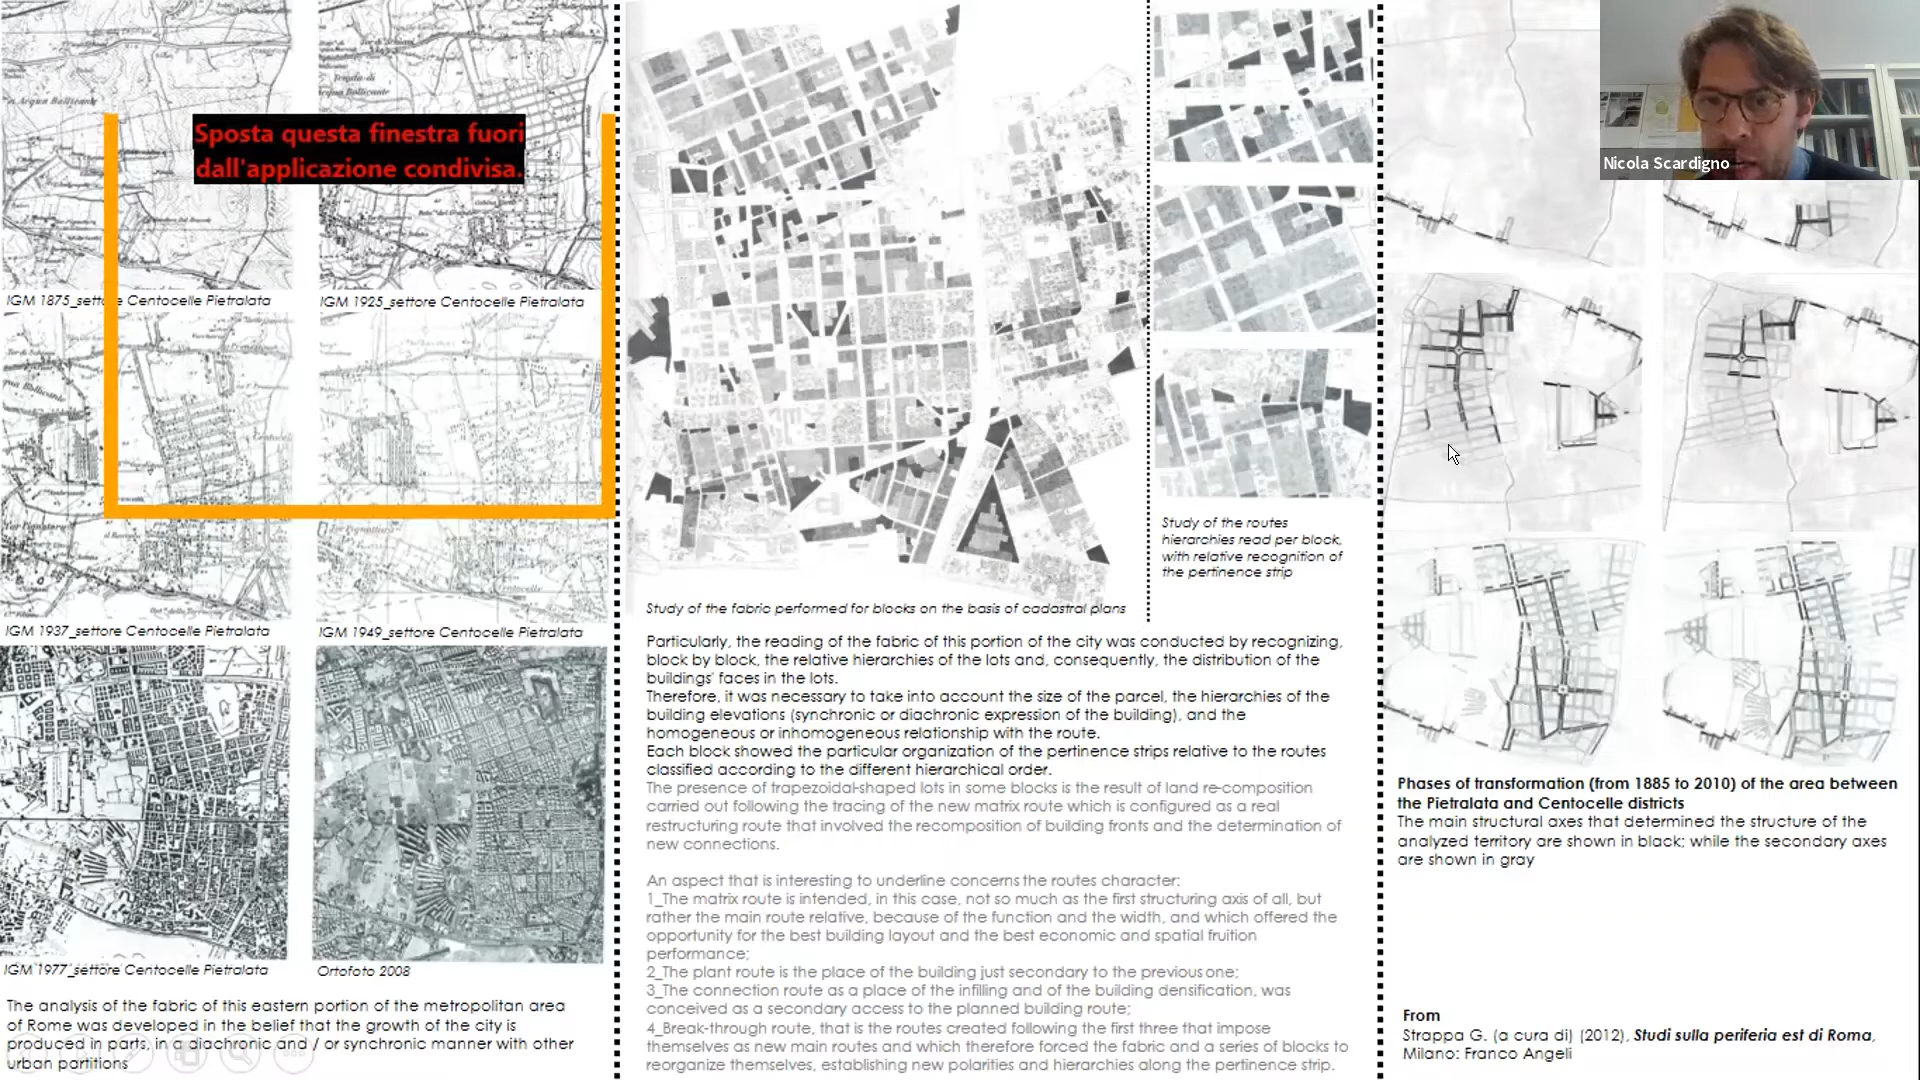 Sposta questa finestra fuori
dall'applicazione condivisa.
IGM 1875_settore Centocelle Pietralata
IGM 1925_settore Centocelle Pietralata
IGM 1937_settore Centocelle Pietralata
IGM 1949_settore Centocelle Pietralata
IGM 1977_settore Centocelle Pietralata
Ortofoto 2008
The analysis of the fabric of this eastern portion of the metropolitan area
of Rome was developed in the belief that the growth of the city is
produced in parts, in a diachronic and / or synchronic manner with other
urban partitions
Study of the fabric performed for blocks on the basis of cadastral plans
Study of the routes
hierarchies read per block,
with relative recognition of
the pertinence strip
Particularly, the reading of the fabric of this portion of the city was conducted by recognizing,
block by block, the relative hierarchies of the lots and, consequently, the distribution of the
buildings' faces in the lots.
Therefore, it was necessary to take into account the size of the parcel, the hierarchies of the
building elevations (synchronic or diachronic expression of the building), and the
homogeneous or inhomogeneous relationship with the route.
Each block showed the particular organization of the pertinence strips relative to the routes
classified according to the different hierarchical order.
The presence of trapezoidal-shaped lots in some blocks is the result of land re-composition
carried out following the tracing of the new matrix route which is configured as a real
restructuring route that involved the recomposition of building fronts and the determination of
new connections.
An aspect that is interesting to underline concerns the routes character:
1_The matrix route is intended, in this case, not so much as the first structuring axis of all, but
rather the main route relative, because of the function and the width, and which offered the
opportunity for the best building layout and the best economic and spatial fruition
performance;
2_The plant route is the place of the building just secondary to the previous one;
3_The connection route as a place of the infilling and of the building densification, was
conceived as a secondary access to the planned building route;
4_Break-through route, that is the routes created following the first three that impose
themselves as new main routes and which therefore forced the fabric and a series of blocks to
reorganize themselves, establishing new polarities and hierarchies along the pertinence strip.
Nicola Scardigno
Phases of transformation (from 1885 to 2010) of the area between
the Pietralata and Centocelle districts
The main structural axes that determined the structure of the
analyzed territory are shown in black; while the secondary axes
are shown in gray
From
Strappa G. (a cura di) (2012), Studi sulla periferia est di Roma,
Milano: Franco Angeli